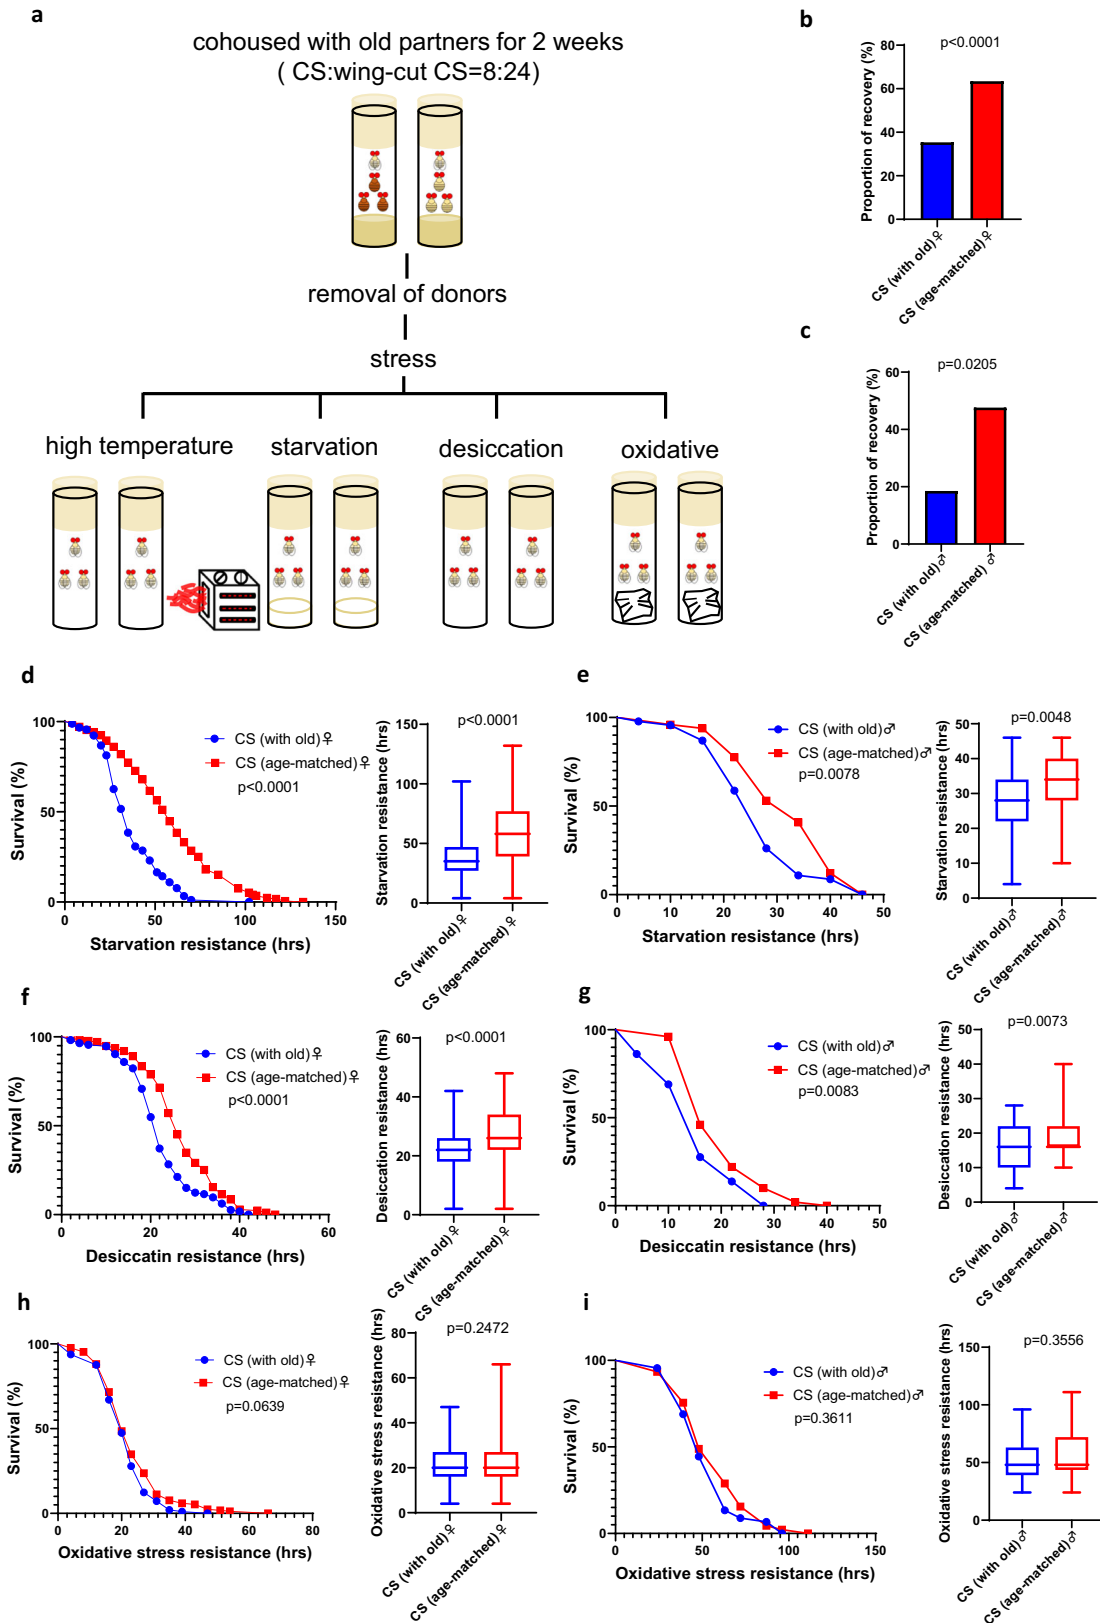 a
cohoused with old partners for 2 weeks
( CS:wing-cut CS=8:24)
removal of donors
stress
high temperature
starvation
desiccation
oxidative
b
Proportion of recovery (%)
80
60
40
20
0
p<0.0001
CS (with old)♀
CS (age-matched)♀
c
Proportion of recovery (%)
60
40
20
0
p=0.0205
CS (with old)♂
CS (age-matched)♂
d
Survival (%)
100
50
0
0 50 100 150
Starvation resistance (hrs)
CS (with old)♀
CS (age-matched)♀
p<0.0001
Starvation resistance (hrs)
150
100
50
0
p<0.0001
CS (with old)♀
CS (age-matched)♀
e
Survival (%)
100
50
0
0 10 20 30 40 50
Starvation resistance (hrs)
CS (with old)♂
CS (age-matched)♂
p=0.0078
Starvation resistance (hrs)
50
40
30
20
10
0
p=0.0048
CS (with old)♂
CS (age-matched)♂
f
Survival (%)
100
50
0
0 20 40 60
Desiccatin resistance (hrs)
CS (with old)♀
CS (age-matched)♀
p<0.0001
Desiccation resistance (hrs)
60
40
20
0
p<0.0001
CS (with old)♀
CS (age-matched)♀
g
Survival (%)
100
50
0
0 10 20 30 40 50
Desiccatin resistance (hrs)
CS (with old)♂
CS (age-matched)♂
p=0.0083
Desiccation resistance (hrs)
50
40
30
20
10
0
p=0.0073
CS (with old)♂
CS (age-matched)♂
h
Survival (%)
100
50
0
0 20 40 60 80
Oxidative stress resistance (hrs)
CS (with old)♀
CS (age-matched)♀
p=0.0639
Oxidative stress resistance (hrs)
80
60
40
20
0
p=0.2472
CS (with old)♀
CS (age-matched)♀
i
Survival (%)
100
50
0
0 50 100 150
Oxidative stress resistance (hrs)
CS (with old)♂
CS (age-matched)♂
p=0.3611
Oxidative stress resistance (hrs)
150
100
50
0
p=0.3556
CS (with old)♂
CS (age-matched)♂